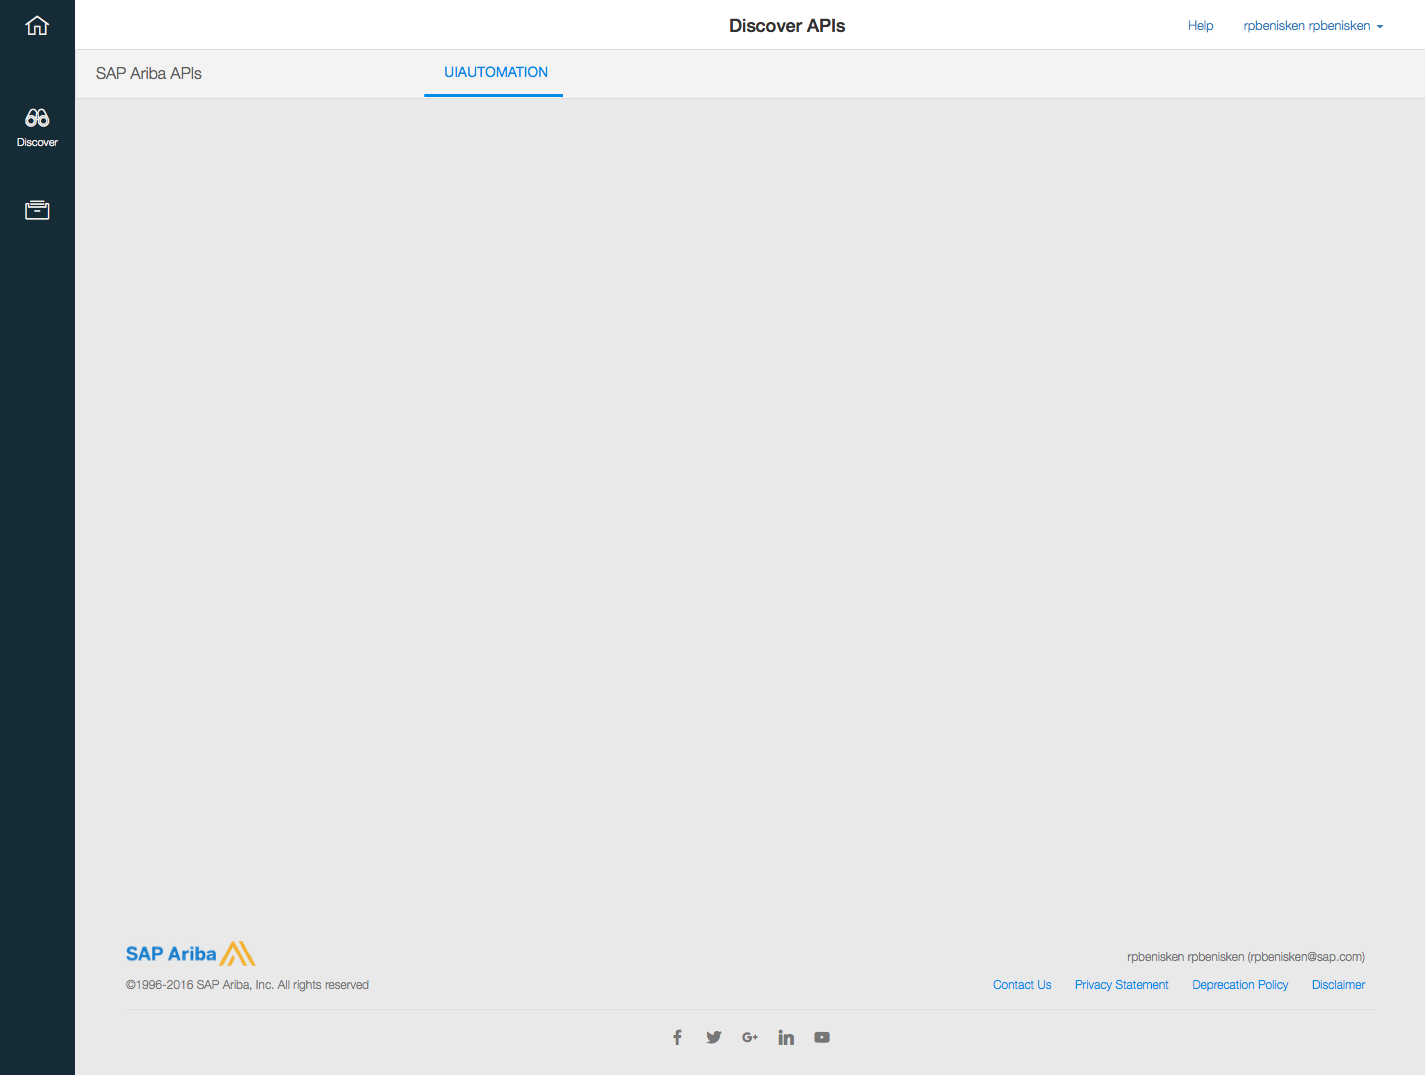 Discover APIs
Help
rpbenisken rpbenisken
SAP Ariba APIs
UIAUTOMATION
Discover
SAP Ariba
rpbenisken rpbenisken (rpbenisken@sap.com)
©1996-2016 SAP Ariba, Inc. All rights reserved
Contact Us
Privacy Statement
Deprecation Policy
Disclaimer